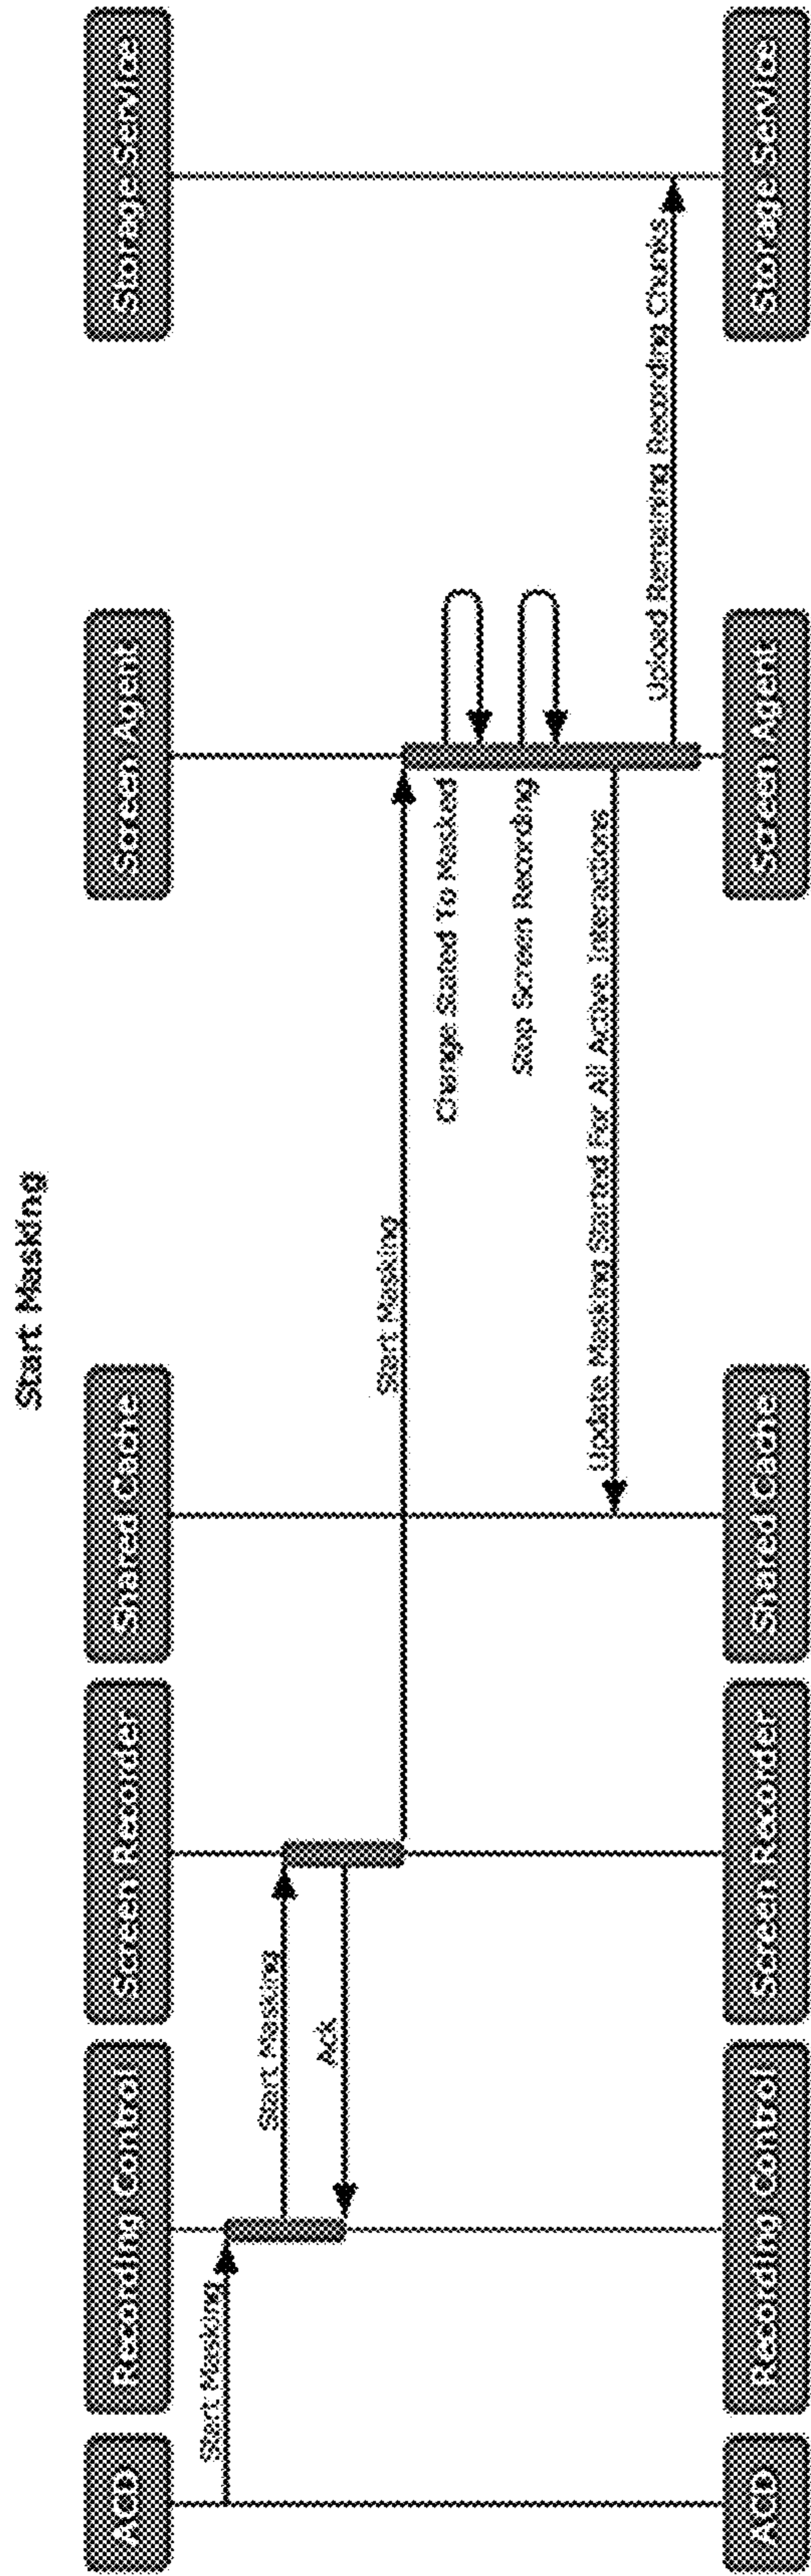 Start Masking
ACD
Recording Control
Screen Recorder
Shared Cache
Screen Agent
Storage Service
Start Masking
Start Masking
Ack
Start Masking
Change Stated To Masked
Stop Screen Recording
Update Masking Started For All Active Interactions
Upload Remaining Recording Chunks
ACD
Recording Control
Screen Recorder
Shared Cache
Screen Agent
Storage Service